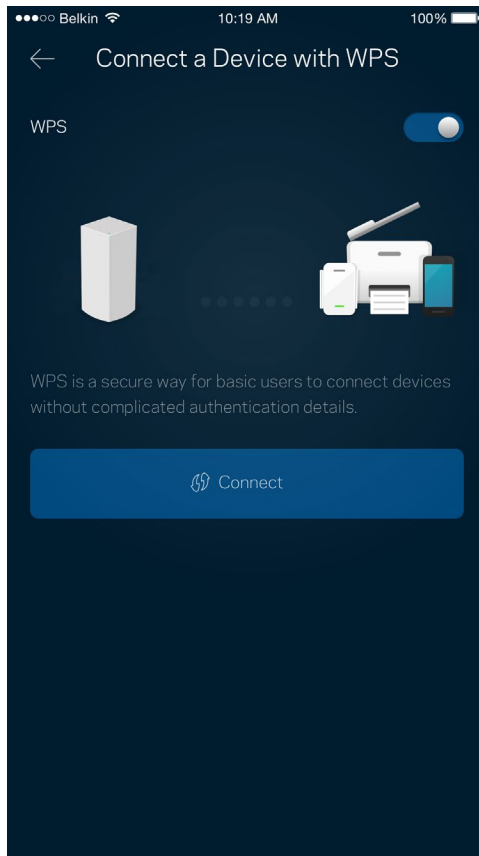 Belkin 10:19 AM 100%
Connect a Device with WPS
WPS
WPS is a secure way for basic users to connect devices
without complicated authentication details.
Connect